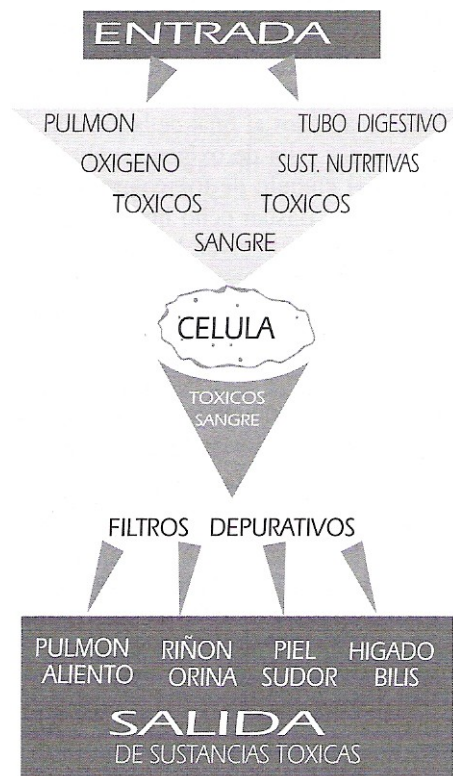 ENTRADA
PULMON TUBO DIGESTIVO
OXIGENO SUST. NUTRITIVAS
TOXICOS TOXICOS
SANGRE
CELULA
TOXICOS
SANGRE
FILTROS DEPURATIVOS
PULMON RIÑON PIEL HIGADO
ALIENTO ORINA SUDOR BILIS
SALIDA
DE SUSTANCIAS TOXICAS